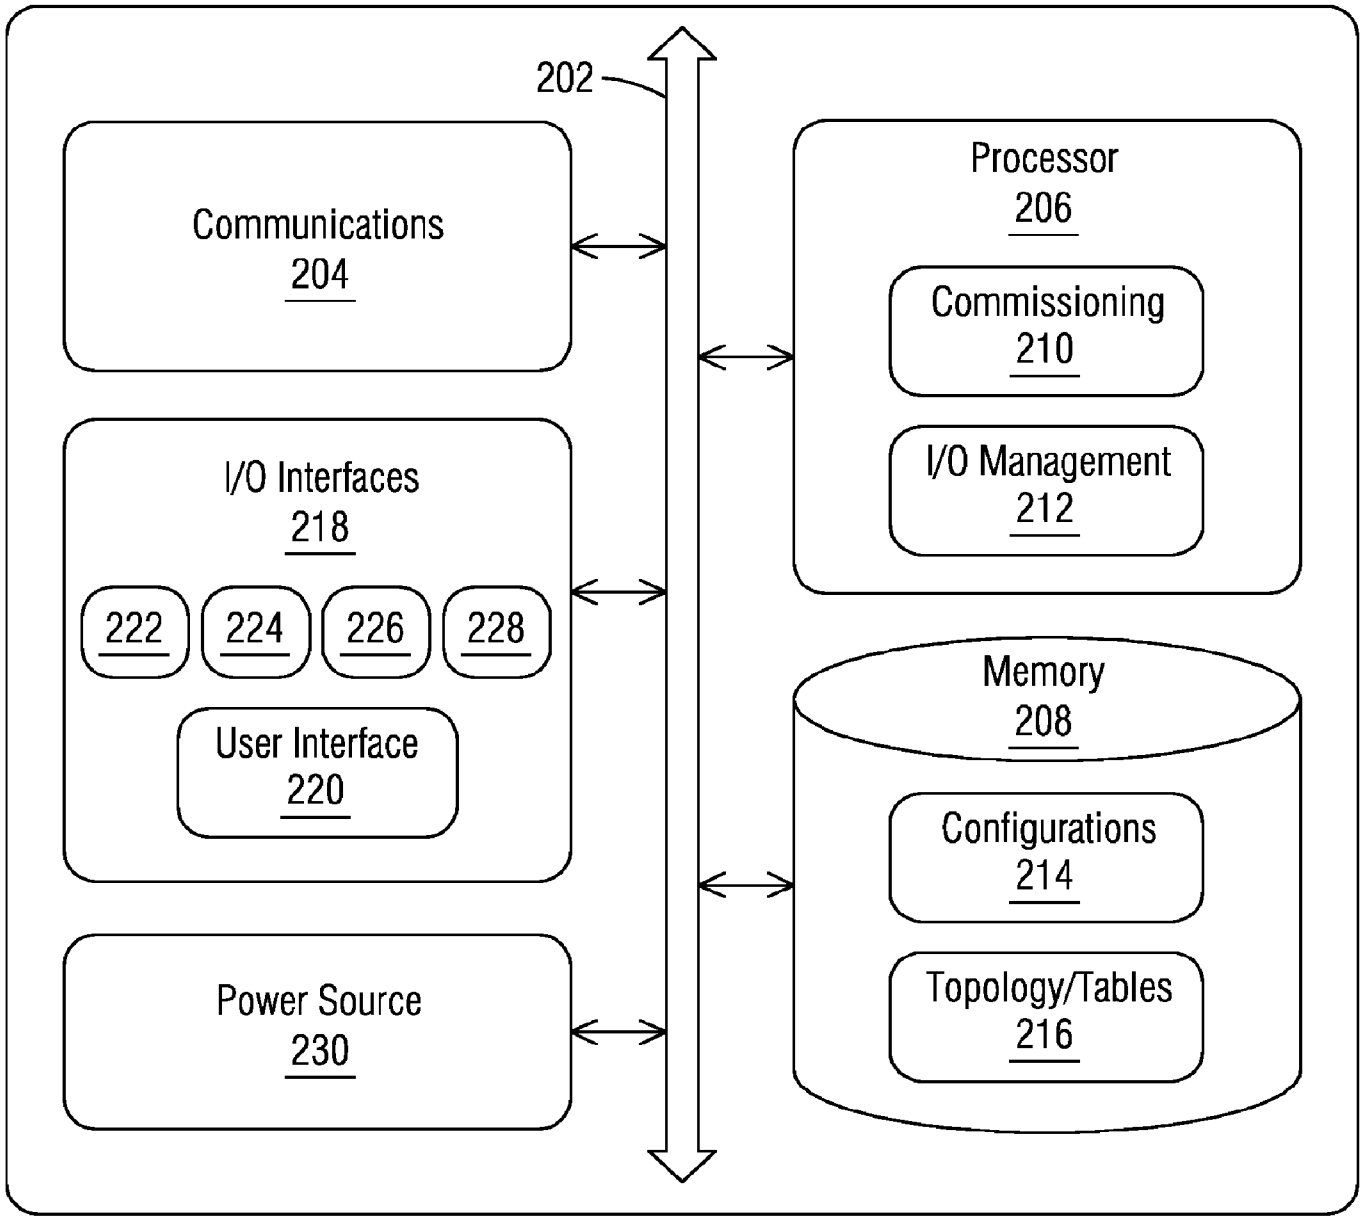 202
Communications
204
I/O Interfaces
218
222 224 226 228
User Interface
220
Power Source
230
Processor
206
Commissioning
210
I/O Management
212
Memory
208
Configurations
214
Topology/Tables
216